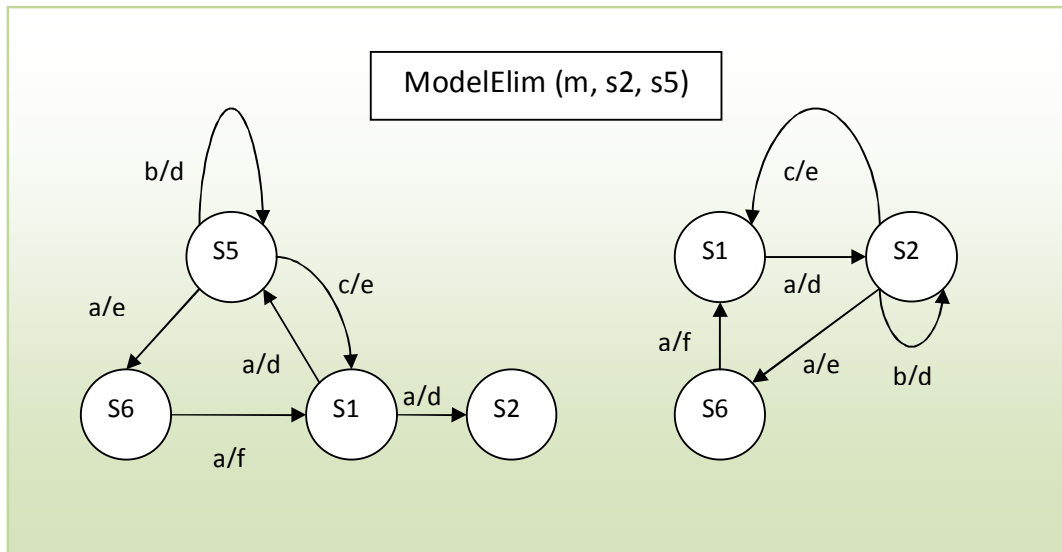 ModelElim (m, s2, s5)
b/d
S5
c/e
a/e
a/d
S6
S1
a/d
S2
a/f
c/e
S1
S2
a/d
a/f
a/e
b/d
S6